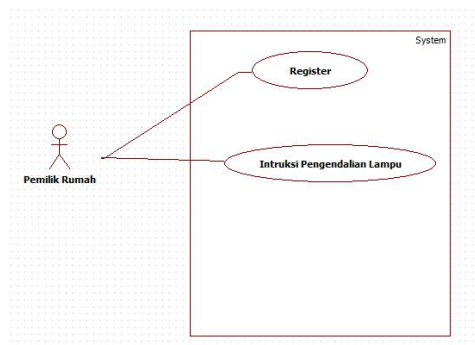 System
Register
Intruksi Pengendalian Lampu
Pemilik Rumah